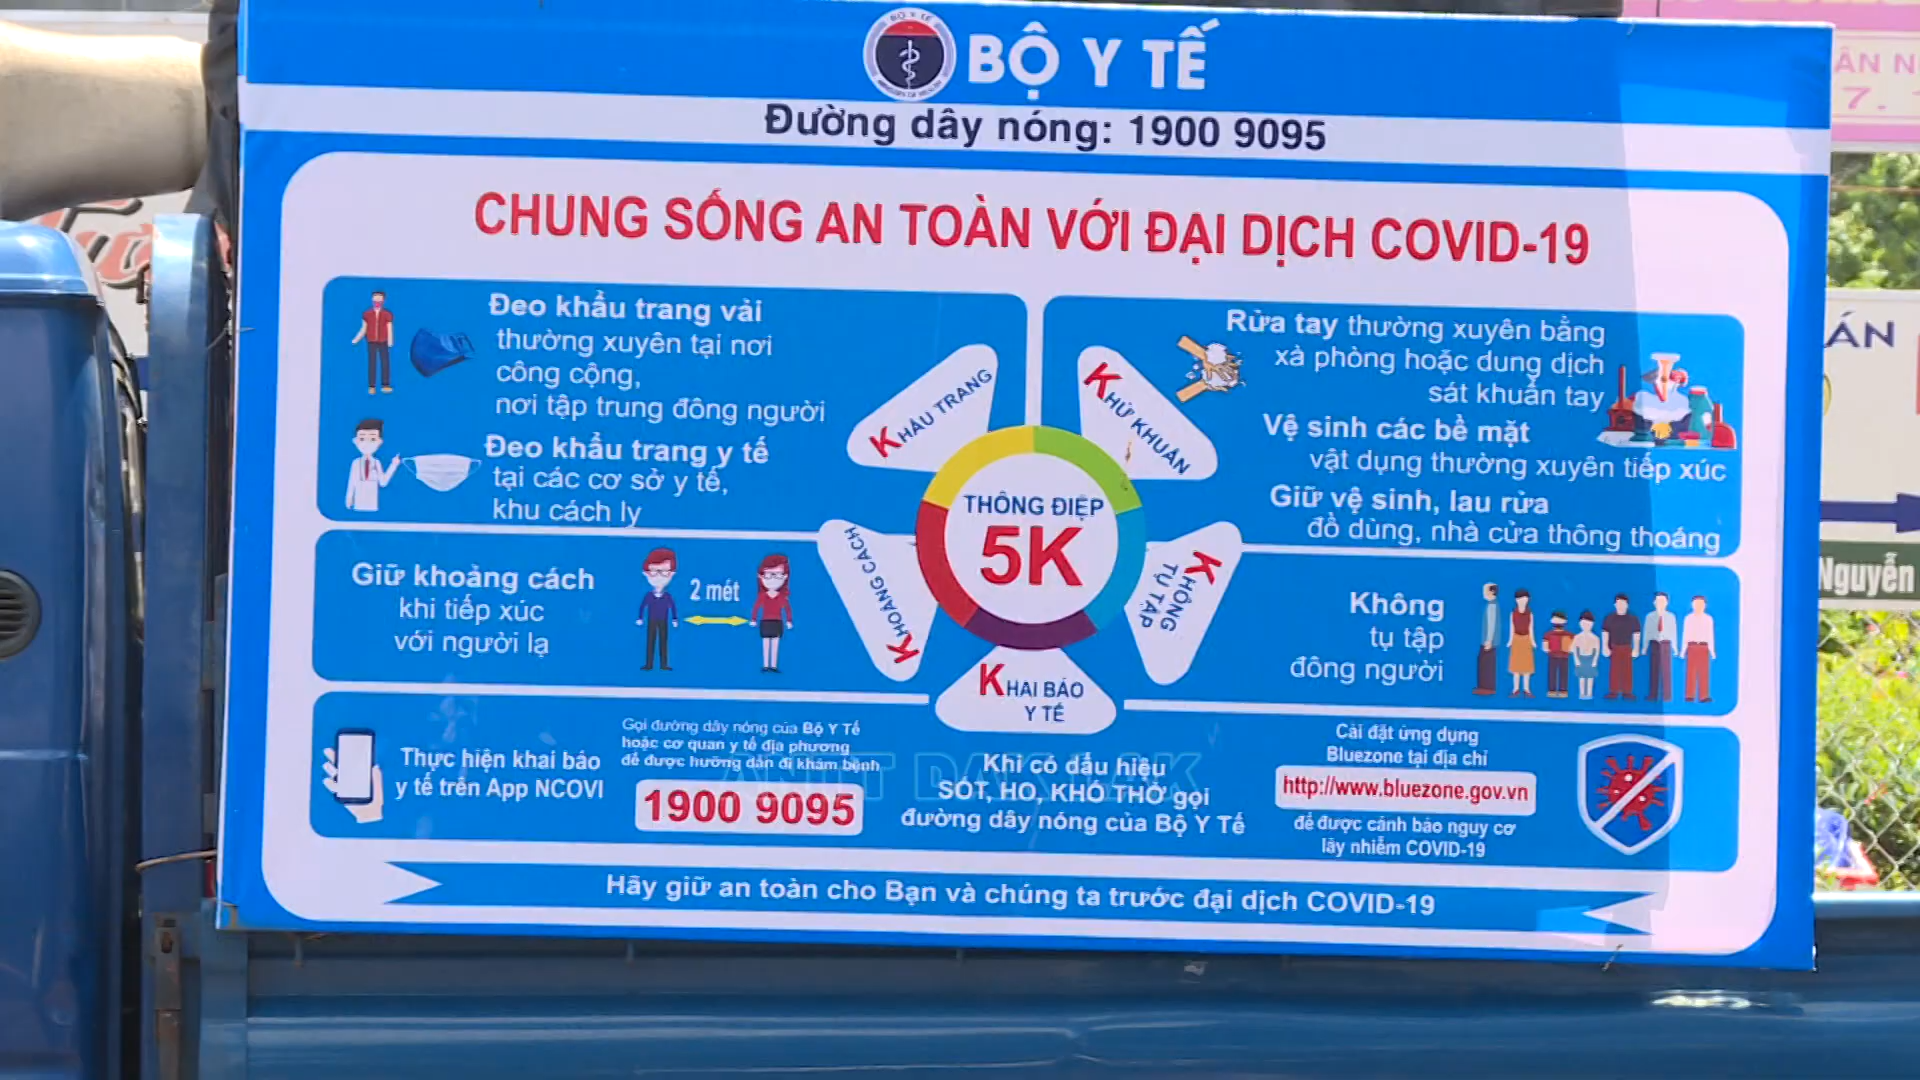 BỘ Y TẾ
Đường dây nóng: 1900 9095
CHUNG SỐNG AN TOÀN VỚI ĐẠI DỊCH COVID-19
Đeo khẩu trang vải
thường xuyên tại nơi
công cộng,
nơi tập trung đông người
Đeo khẩu trang y tế
tại các cơ sở y tế,
khu cách ly
Rửa tay thường xuyên bằng
xà phòng hoặc dung dịch
sát khuẩn tay
Vệ sinh các bề mặt
vật dụng thường xuyên tiếp xúc
Giữ vệ sinh, lau rửa
đồ dùng, nhà cửa thông thoáng
KHẨU TRANG
KHỬ KHUẨN
THÔNG ĐIỆP
5K
KHOẢNG CÁCH
KHÔNG
TỤ TẬP
KHAI BÁO
Y TẾ
Giữ khoảng cách
khi tiếp xúc
với người lạ
2 mét
Không
tụ tập
đông người
Thực hiện khai báo
y tế trên App NCOVI
Gọi đường dây nóng của Bộ Y Tế
hoặc cơ quan y tế địa phương
để được hướng dẫn đi khám bệnh
1900 9095
Khi có dấu hiệu
SỐT, HO, KHÓ THỞ gọi
đường dây nóng của Bộ Y Tế
Cài đặt ứng dụng
Bluezone tại địa chỉ
http://www.bluezone.gov.vn
để được cảnh báo nguy cơ
lây nhiễm COVID-19
Hãy giữ an toàn cho Bạn và chúng ta trước đại dịch COVID-19
ÂN N
7.
ÁN
Nguyễn